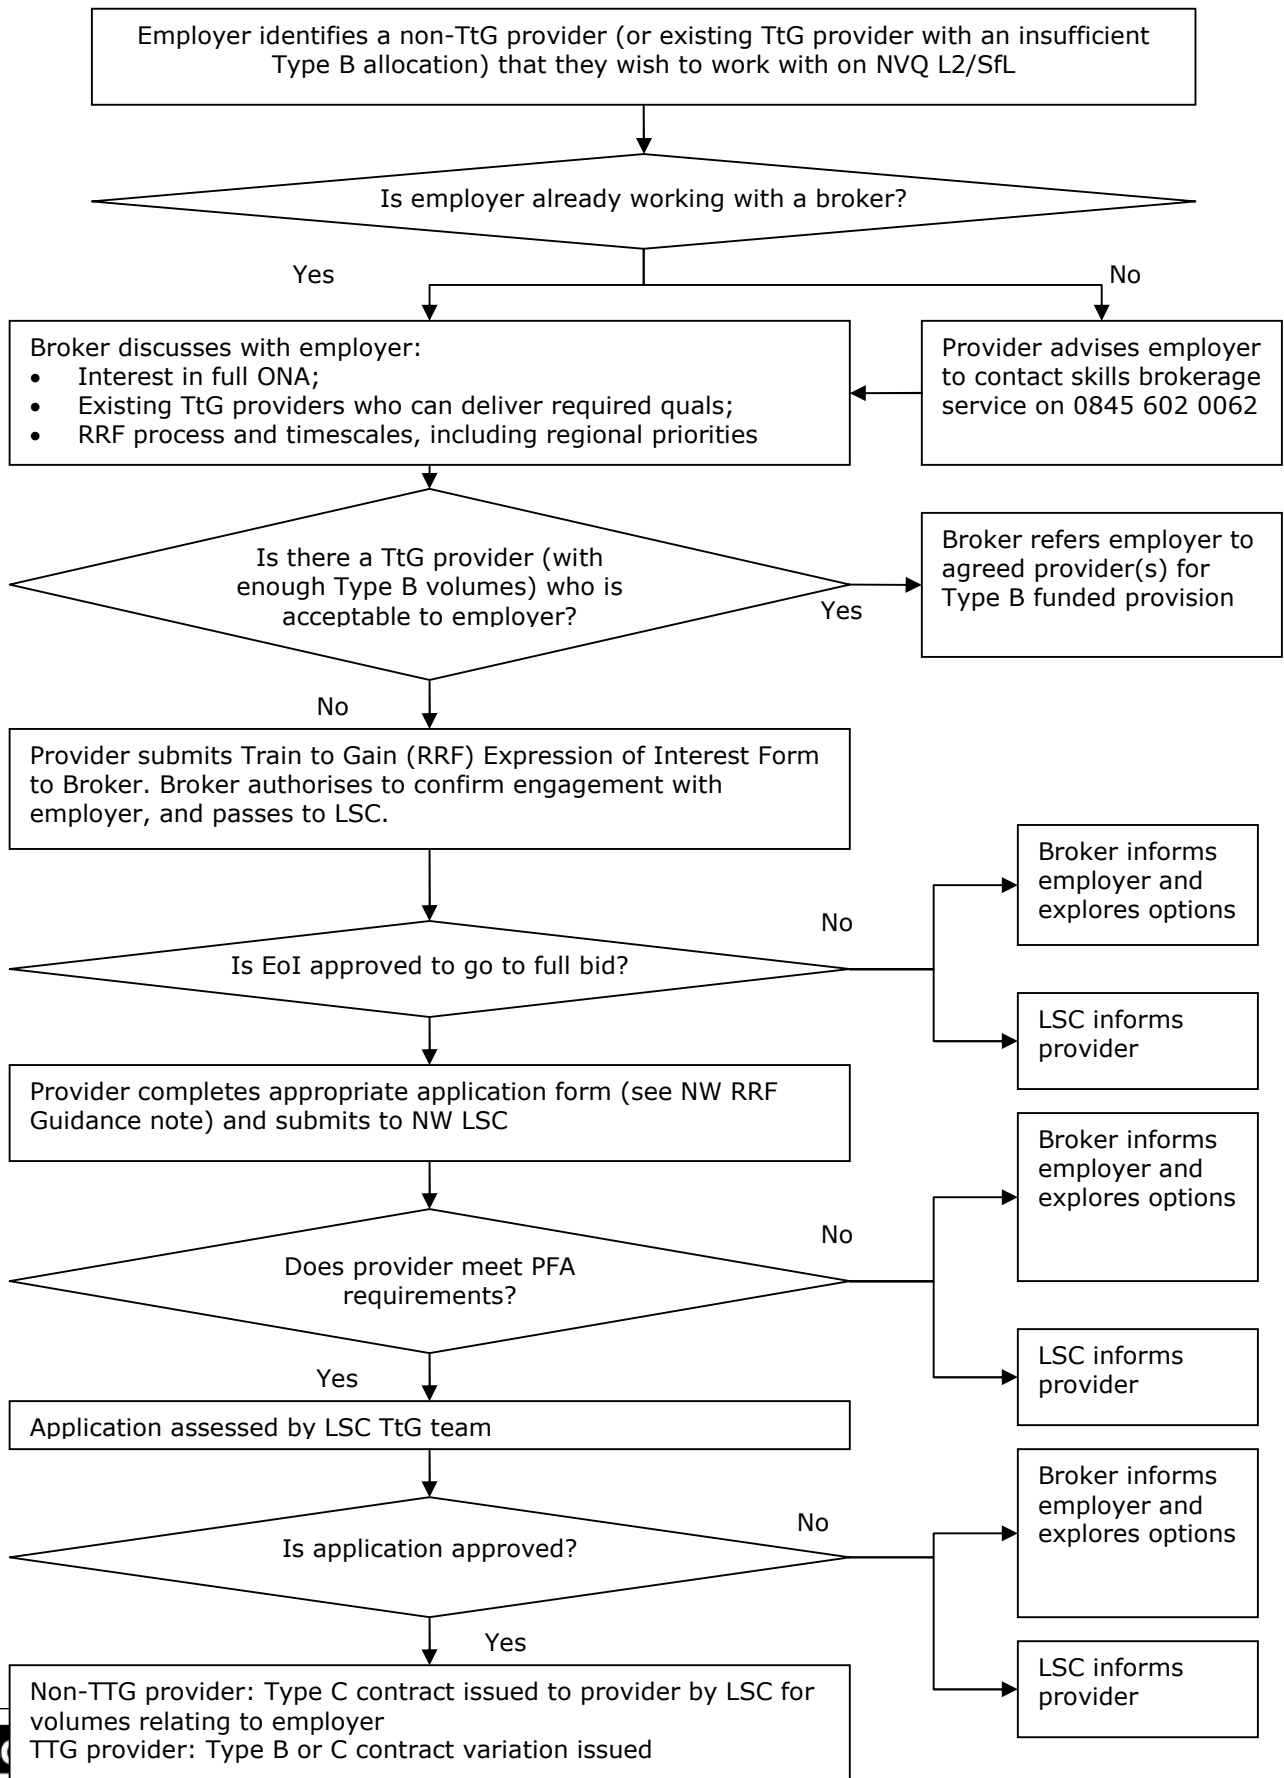 Employer identifies a non-TtG provider (or existing TtG provider with an insufficient
Type B allocation) that they wish to work with on NVQ L2/SfL
Is employer already working with a broker?
Yes
No
Broker discusses with employer:
• Interest in full ONA;
• Existing TtG providers who can deliver required quals;
• RRF process and timescales, including regional priorities
Provider advises employer
to contact skills brokerage
service on 0845 602 0062
Is there a TtG provider (with
enough Type B volumes) who is
acceptable to employer?
Yes
Broker refers employer to
agreed provider(s) for
Type B funded provision
No
Provider submits Train to Gain (RRF) Expression of Interest Form
to Broker. Broker authorises to confirm engagement with
employer, and passes to LSC.
Is EoI approved to go to full bid?
No
Broker informs
employer and
explores options
LSC informs
provider
Provider completes appropriate application form (see NW RRF
Guidance note) and submits to NW LSC
Does provider meet PFA
requirements?
No
Broker informs
employer and
explores options
LSC informs
provider
Yes
Application assessed by LSC TtG team
Is application approved?
No
Broker informs
employer and
explores options
LSC informs
provider
Yes
Non-TTG provider: Type C contract issued to provider by LSC for
volumes relating to employer
TTG provider: Type B or C contract variation issued